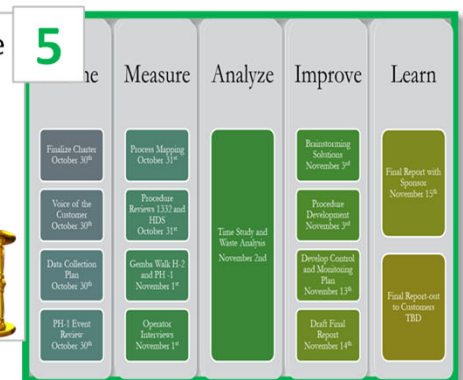 e
5
ne
Measure
Analyze
Improve
Learn
Finalize Charter
October 30th
Voice of the
Customer
October 30th
Data Collection
Plan
October 30th
PH-1 Event
Review
October 30th
Process Mapping
October 31st
Procedure
Reviews 1332 and
HDS
October 31st
Gemba Walk H-2
and PH -1
November 1st
Operator
Interviews
November 1st
Time Study and
Waste Analysis
November 2nd
Brainstorming
Solutions
November 3rd
Procedure
Development
November 3rd
Develop Control
and Monitoring
Plan
November 13th
Draft Final
Report
November 14th
Final Report with
Sponsor
November 15th
Final Report-out
to Customers
TBD